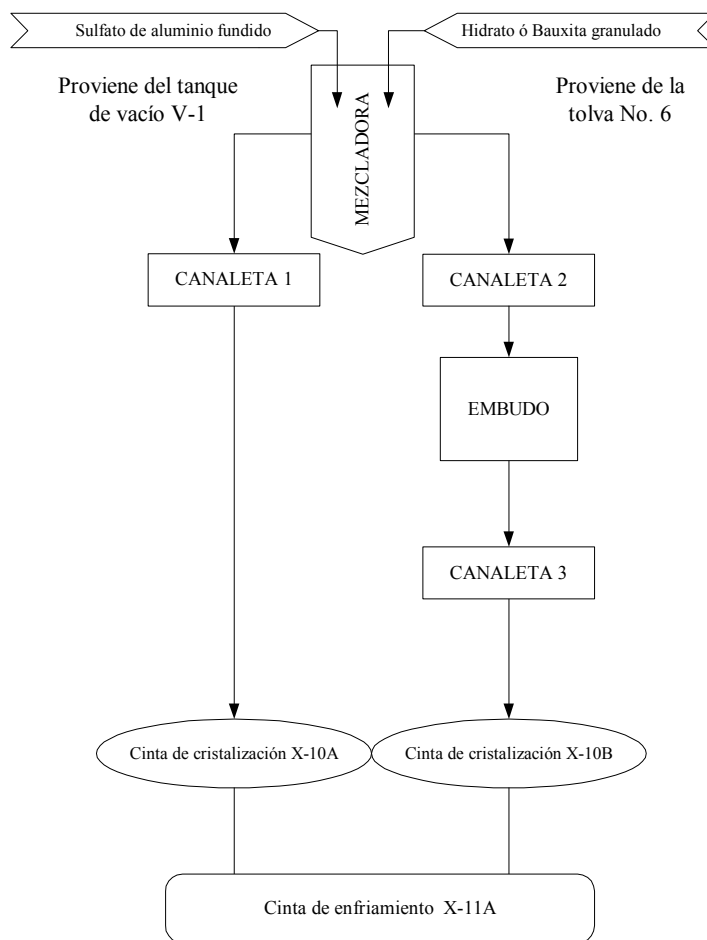 Sulfato de aluminio fundido
Hidrato ó Bauxita granulado
Proviene del tanque
de vacío V-1
Proviene de la
tolva No. 6
MEZCLADORA
CANALETA 1
CANALETA 2
EMBUDO
CANALETA 3
Cinta de cristalización X-10A
Cinta de cristalización X-10B
Cinta de enfriamiento X-11A